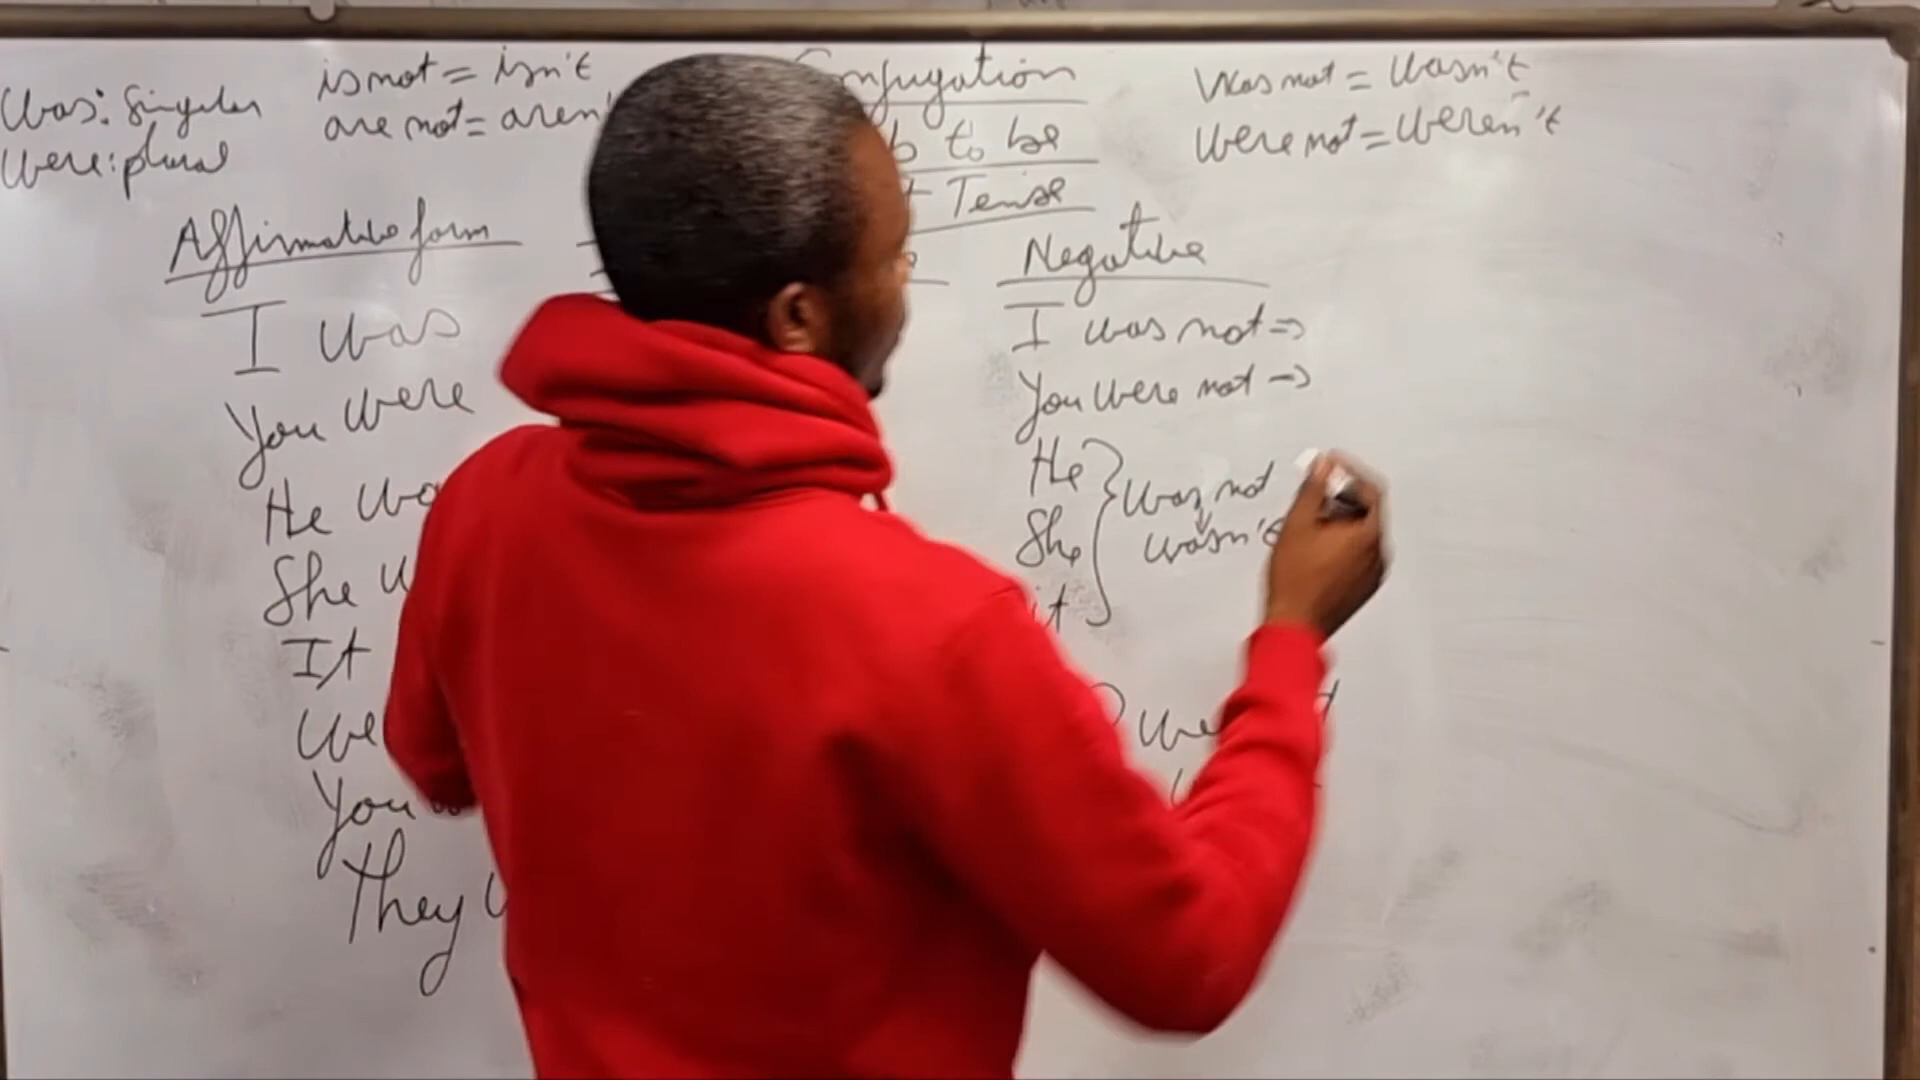 Was: Singular
Were: plural
is not = isn't
are not = aren'
Conjugation
to be
Tense
Was not = Wasn't
Were not = Weren't
Affirmative form
I was
You were
He wa
She w
It
We
You
They w
Negative
I was not =>
You were not ->
He
She
it
Was not
wasn't
We